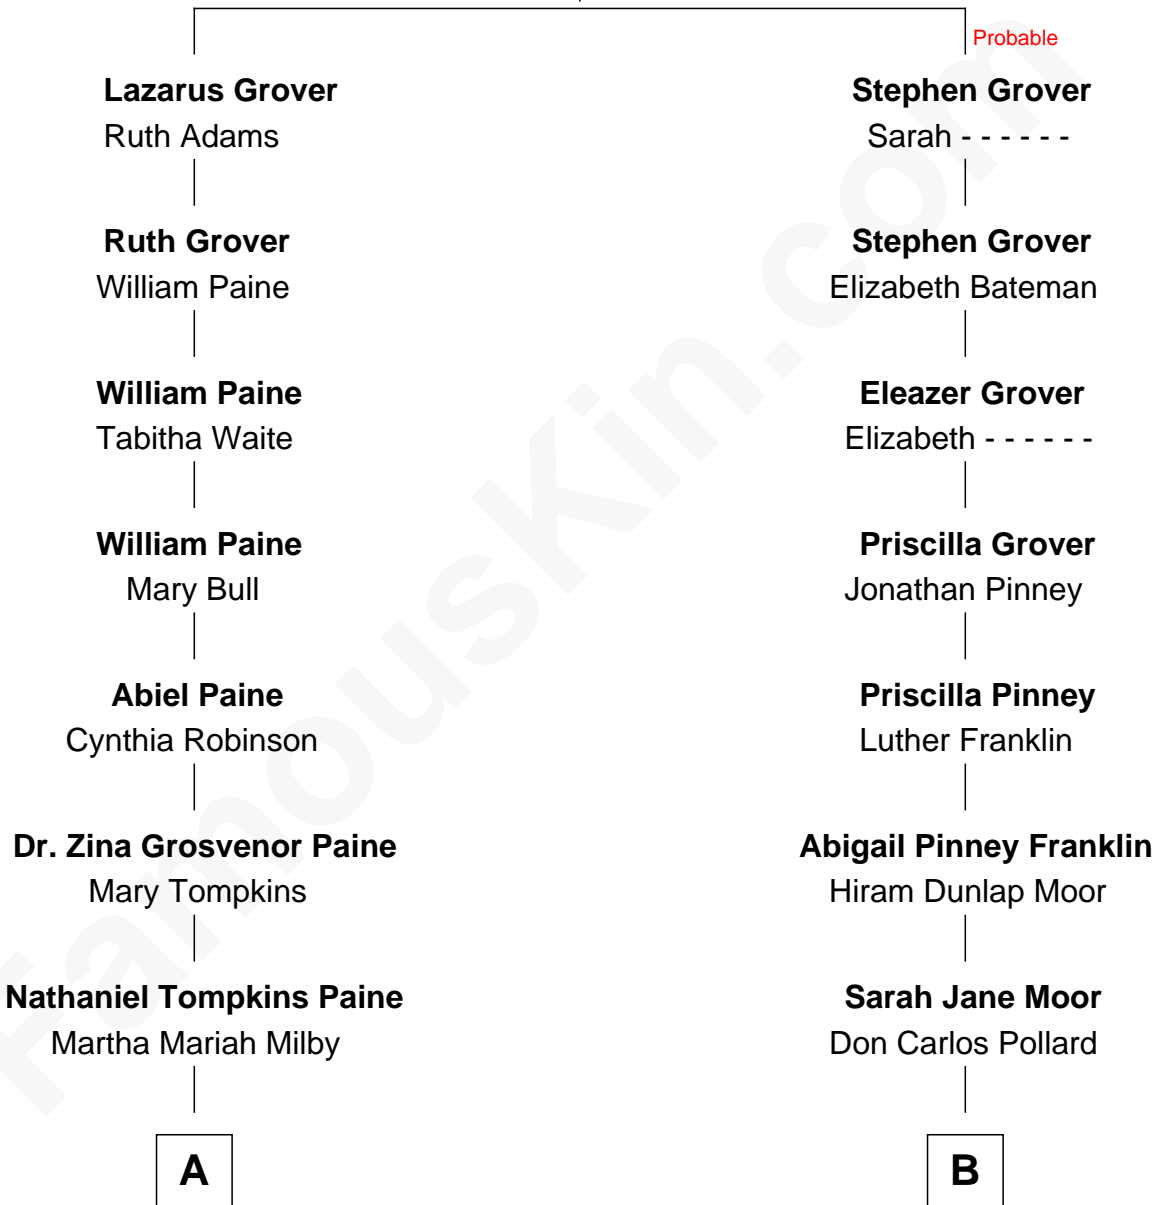 Probable
Lazarus Grover
Ruth Adams
Stephen Grover
Sarah - - - - - -
Ruth Grover
William Paine
Stephen Grover
Elizabeth Bateman
William Paine
Tabitha Waite
Eleazer Grover
Elizabeth - - - - - -
William Paine
Mary Bull
Priscilla Grover
Jonathan Pinney
Abiel Paine
Cynthia Robinson
Priscilla Pinney
Luther Franklin
Dr. Zina Grosvenor Paine
Mary Tompkins
Abigail Pinney Franklin
Hiram Dunlap Moor
Nathaniel Tompkins Paine
Martha Mariah Milby
Sarah Jane Moor
Don Carlos Pollard
A
B
FamousKin.com